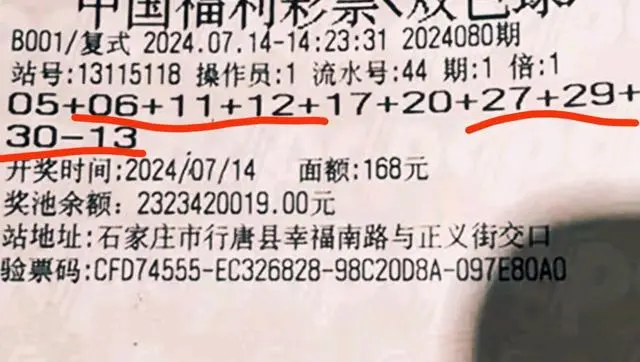 中国福利彩票(双色球)
B001/复式 2024.07.14-14:23:31 2024080期
站号:13115118 操作员:1 流水号:44 期:1 倍:1
05+06+11+12+17+20+27+29+
30-13
开奖时间:2024/07/14 面额:168元
奖池余额: 2323420019.00元
站地址:石家庄市行唐县幸福南路与正义街交口
验票码:CFD74555-EC326828-98C20D8A-097E80A0